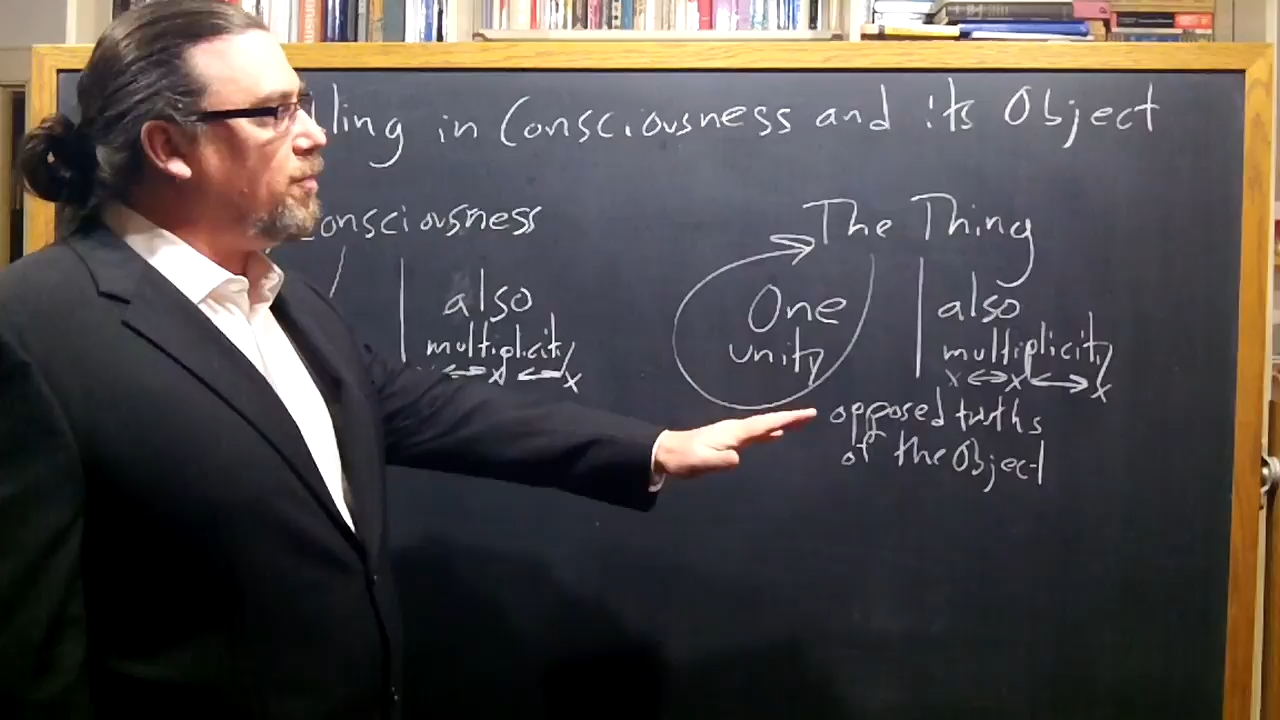 lling in Consciousness and its Object
onsciousness
also
multiplicity
x
The Thing
One
unity
also
multiplicity
x x x
opposed truths
of the Object